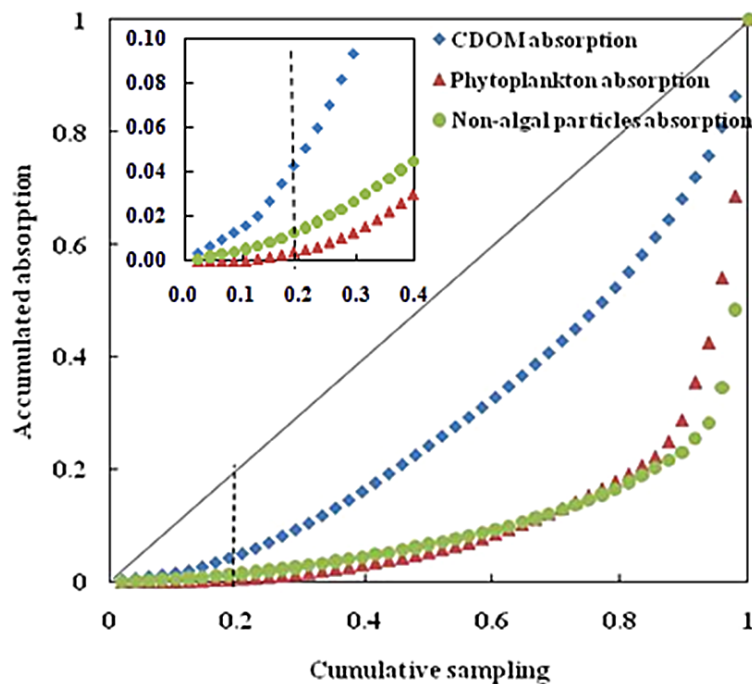 1
0.8
0.6
0.4
0.2
0
Accumulated absorption
0.10
0.08
0.06
0.04
0.02
0.00
0.0 0.1 0.2 0.3 0.4
CDOM absorption
Phytoplankton absorption
Non-algal particles absorption
0 0.2 0.4 0.6 0.8 1
Cumulative sampling